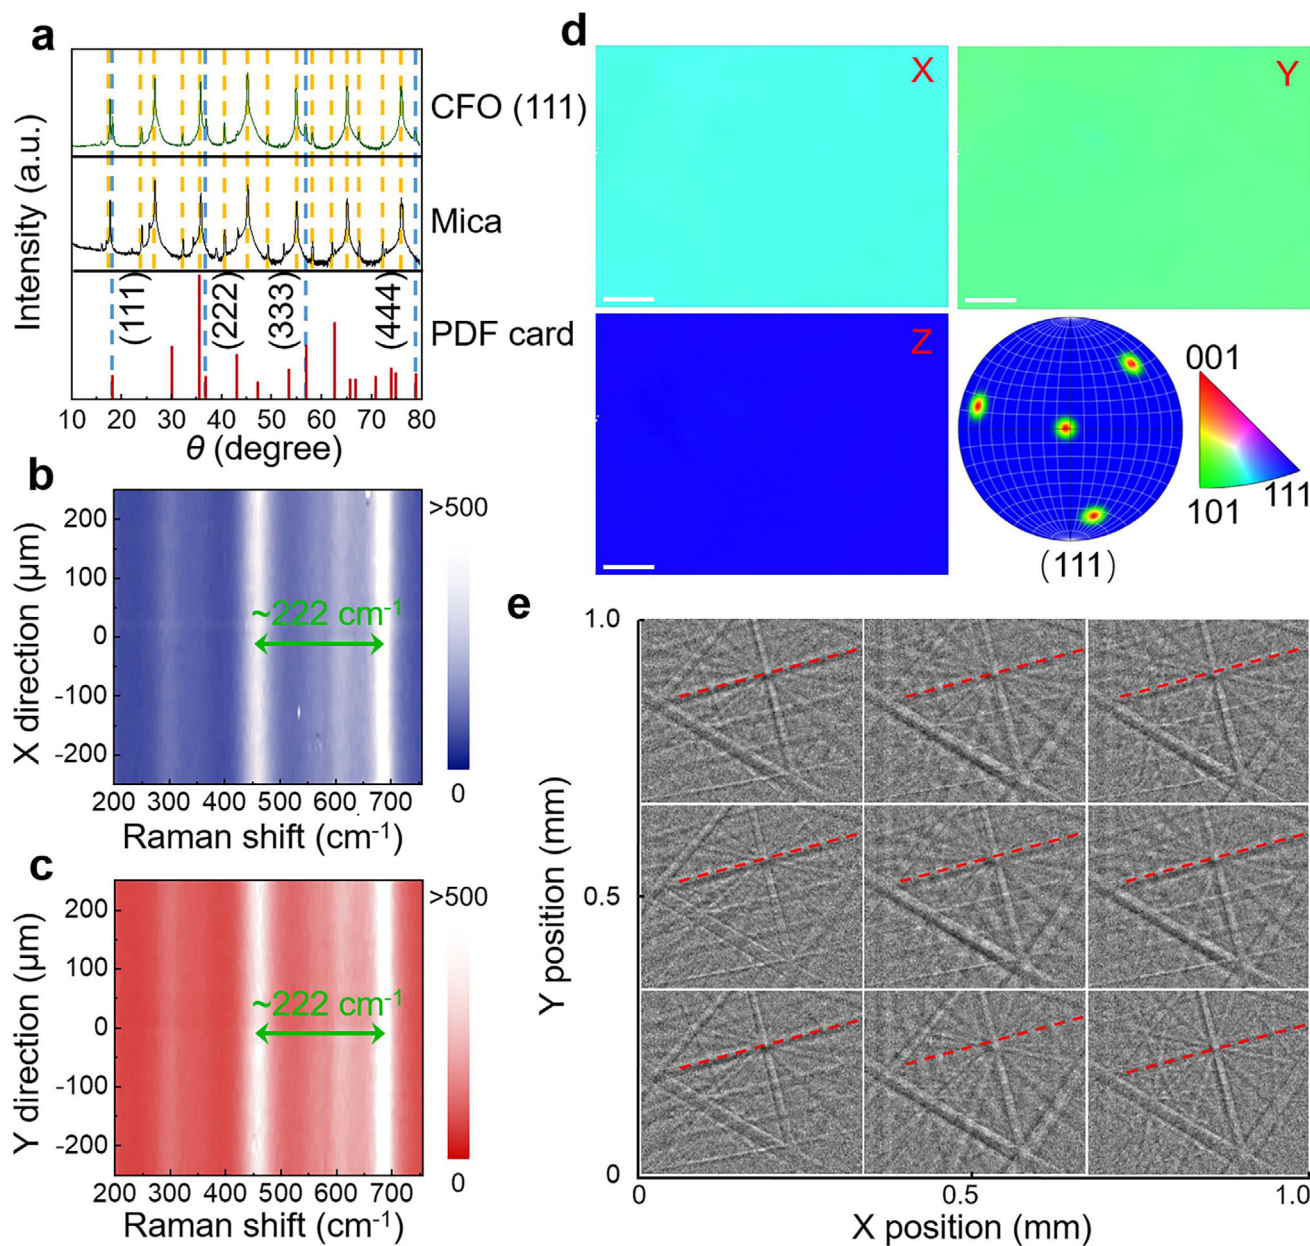 a
Intensity (a.u.)
CFO (111)
Mica
PDF card
(111)
(222)
(333)
(444)
10 20 30 40 50 60 70 80
θ (degree)
b
X direction (µm)
200
100
0
-100
-200
~222 cm-1
>500
0
200 300 400 500 600 700
Raman shift (cm-1)
c
Y direction (µm)
200
100
0
-100
-200
~222 cm-1
>500
0
200 300 400 500 600 700
Raman shift (cm-1)
d
X
Y
Z
(111)
001
101
111
e
Y position (mm)
1.0
0.5
0
0 0.5 1.0
X position (mm)